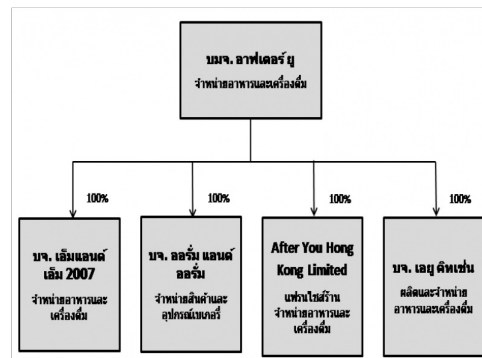 บมจ. อาฟเตอร์ ยู
จำหน่ายอาหารและเครื่องดื่ม
100%
100%
100%
100%
บจ. เอ็มแอนด์
เอ็ม 2007
จำหน่ายอาหารและ
เครื่องดื่ม
บจ. ออรั่ม แอนด์
ออรั่ม
จำหน่ายสินค้าและ
อุปกรณ์เบเกอรี่
After You Hong
Kong Limited
แฟรนไชส์ร้าน
จำหน่ายอาหารและ
เครื่องดื่ม
บจ. เอยู คิทเช่น
ผลิตและจำหน่าย
อาหารและเครื่องดื่ม